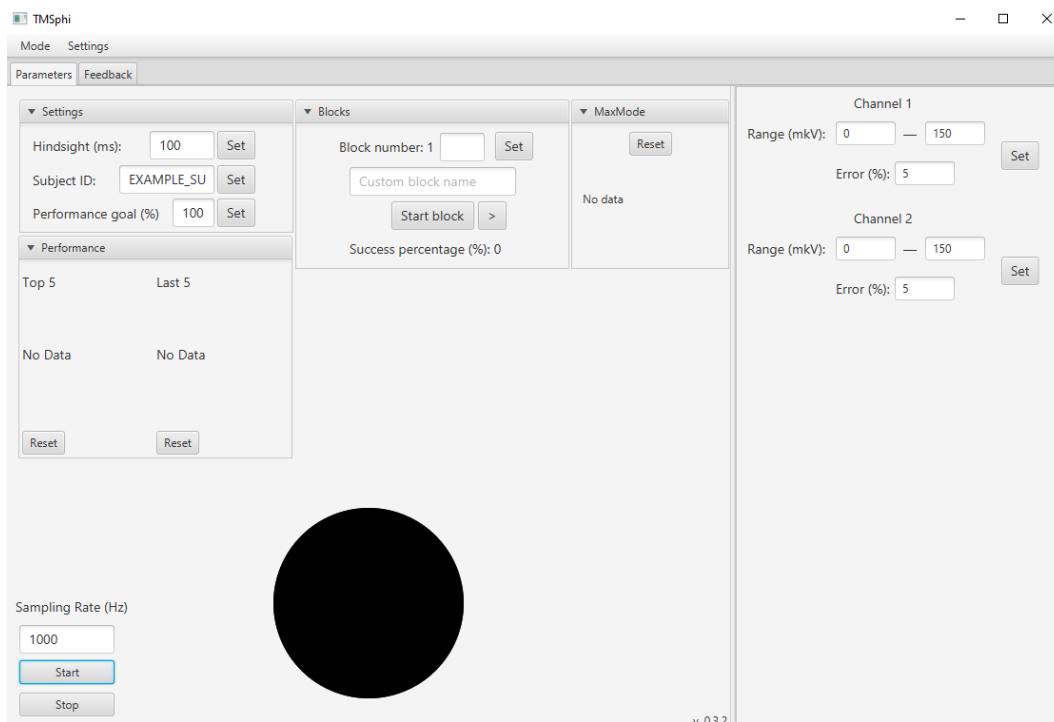 TMSphi
Mode Settings
Parameters Feedback
Settings
Hindsight (ms): 100 Set
Subject ID: EXAMPLE_SU Set
Performance goal (%) 100 Set
Performance
Top 5 Last 5
No Data No Data
Reset Reset
Blocks
Block number: 1 Set
Custom block name
Start block >
Success percentage (%): 0
MaxMode
Reset
No data
Channel 1
Range (mkV): 0 — 150
Set
Error (%): 5
Channel 2
Range (mkV): 0 — 150
Set
Error (%): 5
Sampling Rate (Hz)
1000
Start
Stop
v. 0.3.2